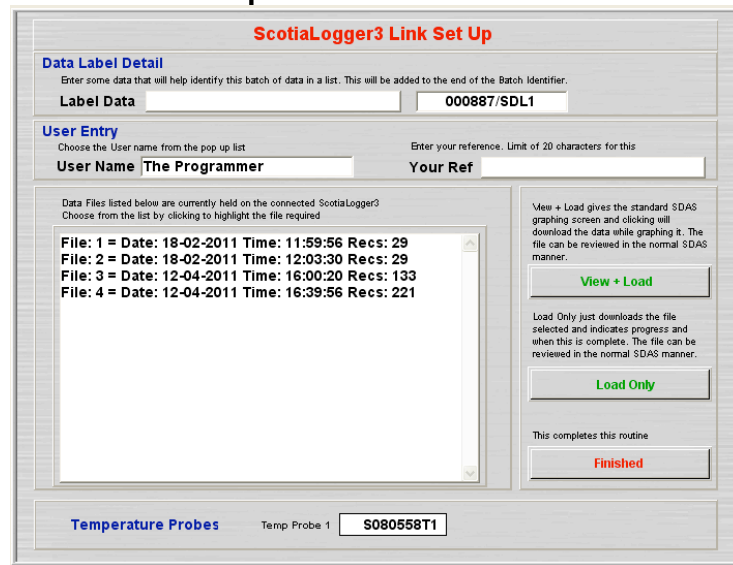 ScotiaLogger3 Link Set Up
Data Label Detail
Enter some data that will help identify this batch of data in a list. This will be added to the end of the Batch Identifier.
Label Data
000887/SDL1
User Entry
Choose the User name from the pop up list
Enter your reference. Limit of 20 characters for this
User Name The Programmer
Your Ref
Data Files listed below are currently held on the connected ScotiaLogger3
Choose from the list by clicking to highlight the file required
File: 1 = Date: 18-02-2011 Time: 11:59:56 Recs: 29
File: 2 = Date: 18-02-2011 Time: 12:03:30 Recs: 29
File: 3 = Date: 12-04-2011 Time: 16:00:20 Recs: 133
File: 4 = Date: 12-04-2011 Time: 16:39:56 Recs: 221
View + Load gives the standard SDAS
graphing screen and clicking will
download the data while graphing it. The
file can be reviewed in the normal SDAS
manner.
View + Load
Load Only just downloads the file
selected and indicates progress and
when this is complete. The file can be
reviewed in the normal SDAS manner.
Load Only
This completes this routine
Finished
Temperature Probes
Temp Probe 1
S080558T1